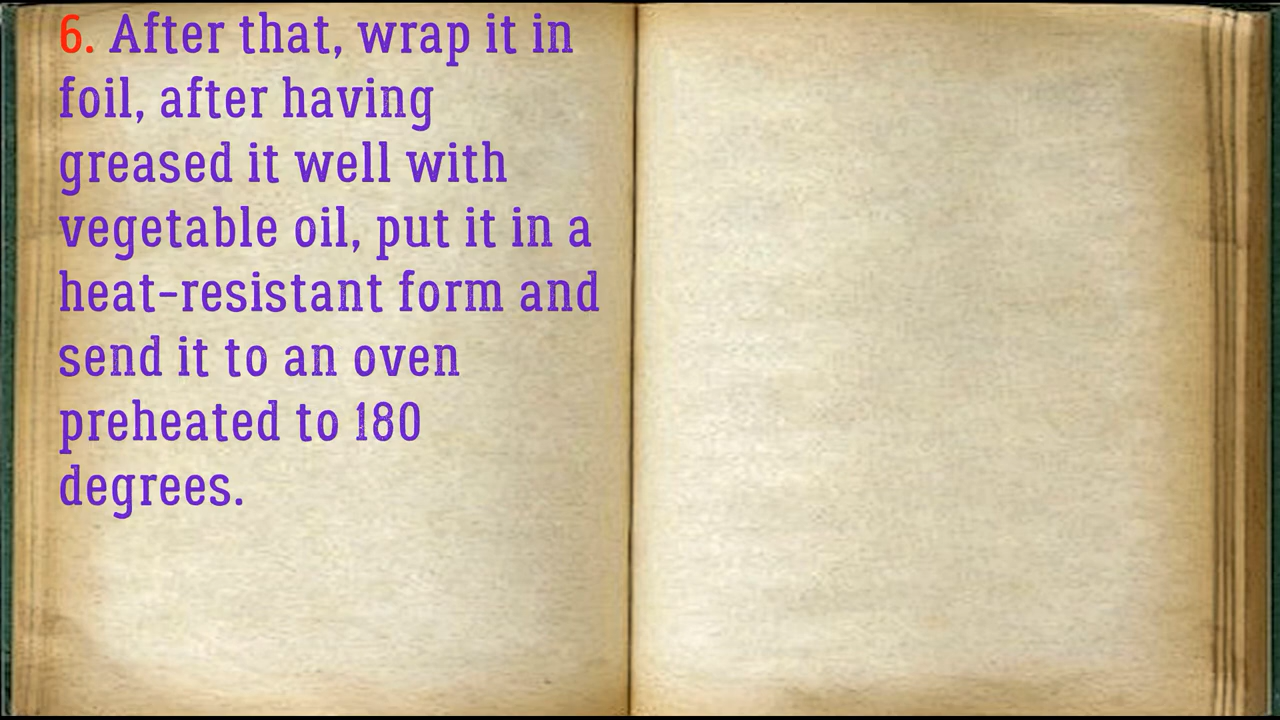 6. After that, wrap it in
foil, after having
greased it well with
vegetable oil, put it in a
heat-resistant form and
send it to an oven
preheated to 180
degrees.